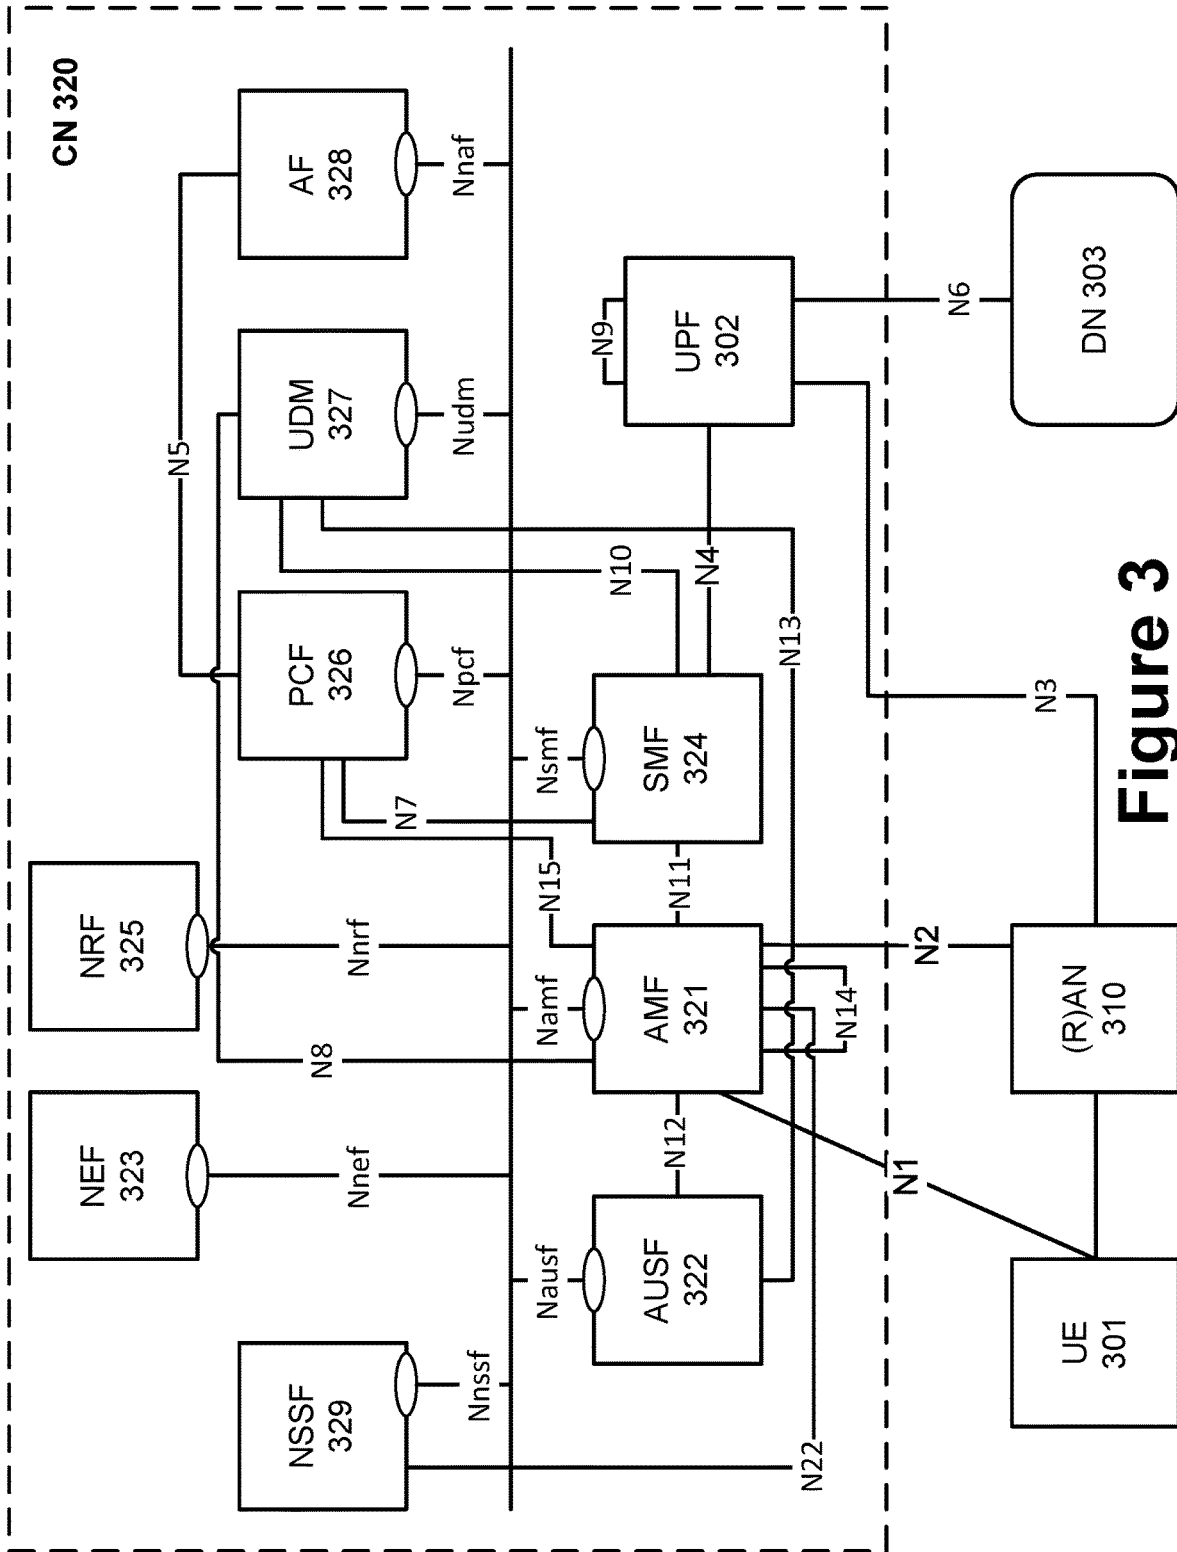 CN 320
NEF
323
NRF
325
NSSF
329
PCF
326
UDM
327
AF
328
N5
N8
Nnef
Nnrf
N7
N15
Nnssf
Npcf
Nudm
Nnaf
Nausf
Namf
Nsmf
N10
AUSF
322
N12
AMF
321
N11
SMF
324
N4
N9
UPF
302
N13
N22
N14
N1
N2
N3
N6
UE
301
(R)AN
310
DN 303
Figure 3